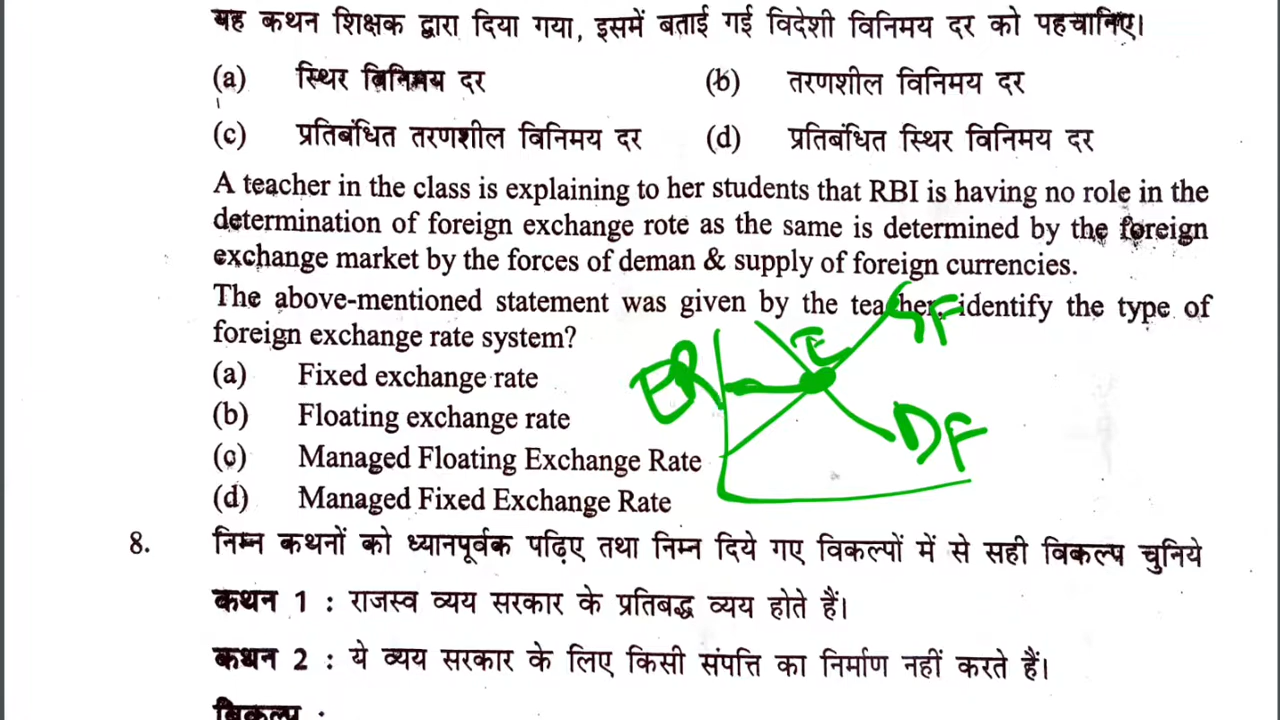 यह कथन शिक्षक द्वारा दिया गया, इसमें बताई गई विदेशी विनिमय दर को पहचानिए।
(a) स्थिर विनिमय दर (b) तरणशील विनिमय दर
(c) प्रतिबंधित तरणशील विनिमय दर (d) प्रतिबंधित स्थिर विनिमय दर
A teacher in the class is explaining to her students that RBI is having no role in the
determination of foreign exchange rote as the same is determined by the foreign
exchange market by the forces of deman & supply of foreign currencies.
The above-mentioned statement was given by the teacher, identify the type of
foreign exchange rate system?
(a) Fixed exchange rate
(b) Floating exchange rate
(c) Managed Floating Exchange Rate
(d) Managed Fixed Exchange Rate
ER
E
SF
DF
8. निम्न कथनों को ध्यानपूर्वक पढ़िए तथा निम्न दिये गए विकल्पों में से सही विकल्प चुनिये
कथन 1 : राजस्व व्यय सरकार के प्रतिबद्ध व्यय होते हैं।
कथन 2 : ये व्यय सरकार के लिए किसी संपत्ति का निर्माण नहीं करते हैं।
विकल्प :